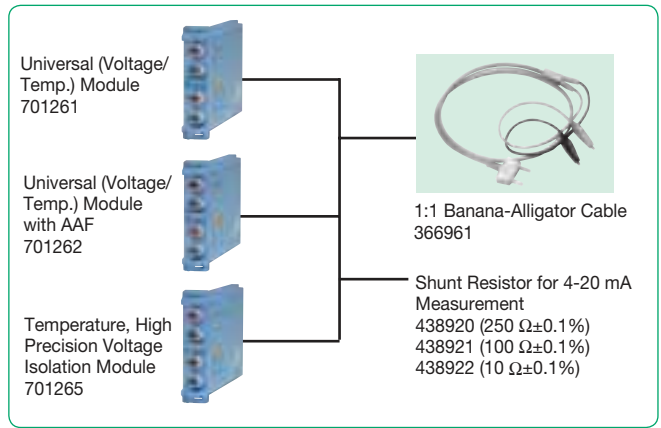 Universal (Voltage/
Temp.) Module
701261
Universal (Voltage/
Temp.) Module
with AAF
701262
Temperature, High
Precision Voltage
Isolation Module
701265
1:1 Banana-Alligator Cable
366961
Shunt Resistor for 4-20 mA
Measurement
438920 (250 Ω±0.1%)
438921 (100 Ω±0.1%)
438922 (10 Ω±0.1%)